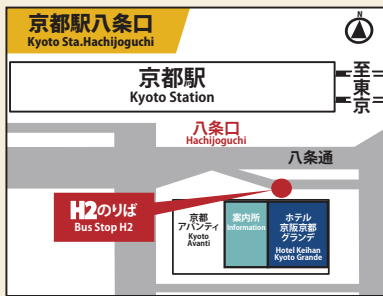 京都駅八条口
Kyoto Sta.Hachijoguchi
N
京都駅
Kyoto Station
至東京
八条口
Hachijoguchi
八条通
H2のりば
Bus Stop H2
京都
アバンティ
Kyoto
Avanti
案内所
Information
ホテル
京阪京都
グランデ
Hotel Keihan
Kyoto Grande